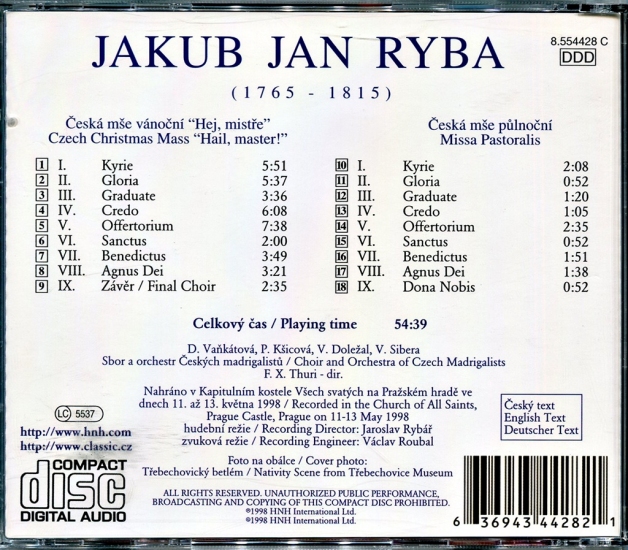 JAKUB JAN RYBA
8.554428 C
DDD
(1765 - 1815)
Česká mše vánoční "Hej, mistře"
Czech Christmas Mass "Hail, master!"
1 I. Kyrie 5:51
2 II. Gloria 5:37
3 III. Graduate 3:36
4 IV. Credo 6:08
5 V. Offertorium 7:38
6 VI. Sanctus 2:00
7 VII. Benedictus 3:49
8 VIII. Agnus Dei 3:21
9 IX. Závěr / Final Choir 2:35
Česká mše půlnoční
Missa Pastoralis
10 I. Kyrie 2:08
11 II. Gloria 0:52
12 III. Graduate 1:20
13 IV. Credo 1:05
14 V. Offertorium 2:35
15 VI. Sanctus 0:52
16 VII. Benedictus 1:51
17 VIII. Agnus Dei 1:38
18 IX. Dona Nobis 0:52
Celkový čas / Playing time 54:39
D. Vaňkátová, P. Kšicová, V. Doležal, V. Sibera
Sbor a orchestr Českých madrigalistů / Choir and Orchestra of Czech Madrigalists
F. X. Thuri - dir.
Nahráno v Kapitulním kostele Všech svatých na Pražském hradě ve
dnech 11. až 13. května 1998 / Recorded in the Church of All Saints,
Prague Castle, Prague on 11-13 May 1998
hudební režie / Recording Director: Jaroslav Rybář
zvuková režie / Recording Engineer: Václav Roubal
Foto na obálce / Cover photo:
Třebechovický betlém / Nativity Scene from Třebechovice Museum
ALL RIGHTS RESERVED. UNAUTHORIZED PUBLIC PERFORMANCE,
BROADCASTING AND COPYING OF THIS COMPACT DISC PROHIBITED.
℗1998 HNH International Ltd.
©1998 HNH International Ltd.
LC 5537
http://www.hnh.com
http://www.classic.cz
COMPACT
disc
DIGITAL AUDIO
Český text
English Text
Deutscher Text
6 36943 44282 1